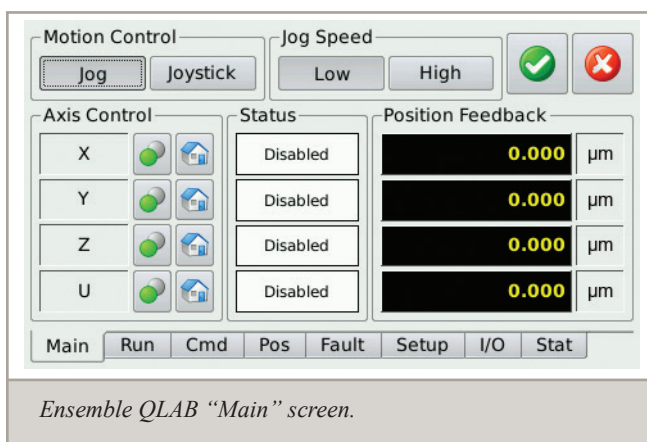 Motion Control
Jog Speed
Jog
Joystick
Low
High
Axis Control
Status
Position Feedback
X
Disabled
0.000
µm
Y
Disabled
0.000
µm
Z
Disabled
0.000
µm
U
Disabled
0.000
µm
Main
Run
Cmd
Pos
Fault
Setup
I/O
Stat
Ensemble QLAB “Main” screen.